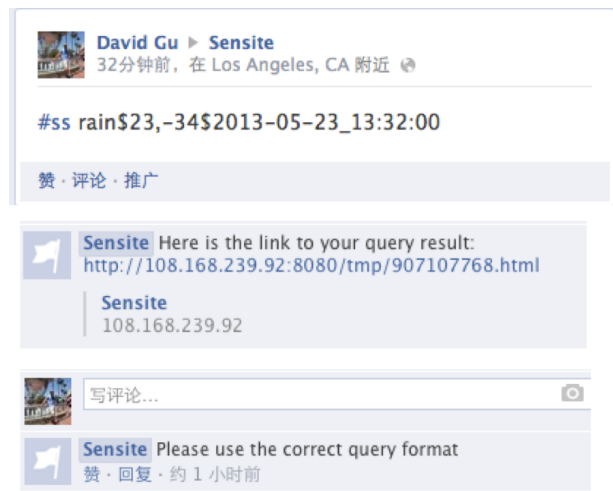 David Gu ▶ Sensite
32分钟前，在 Los Angeles, CA 附近
#ss rain$23,-34$2013-05-23_13:32:00
赞 · 评论 · 推广
Sensite Here is the link to your query result:
http://108.168.239.92:8080/tmp/907107768.html
Sensite
108.168.239.92
写评论...
Sensite Please use the correct query format
赞 · 回复 · 约 1 小时前